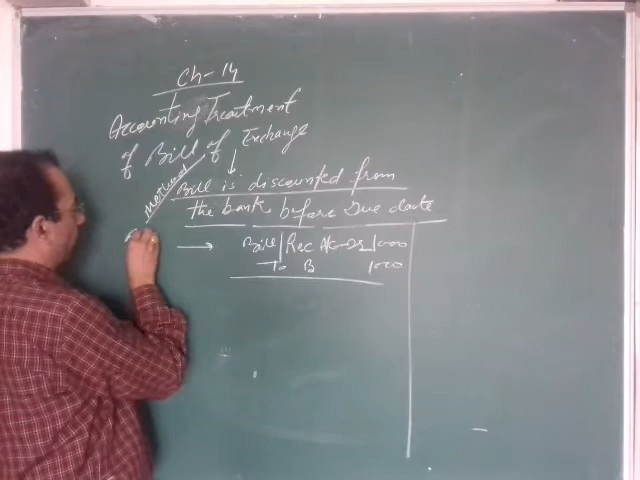 Ch-14
Accounting Treatment
of Bill of Exchange
Method
Bill is discounted from
the bank before due date
Bill Rec A/c Dr 1000
To B 1000